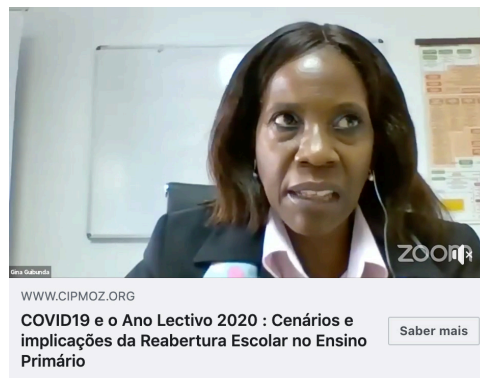 zoom
Gina Guibunda
WWW.CIPMOZ.ORG
COVID19 e o Ano Lectivo 2020 : Cenários e
implicações da Reabertura Escolar no Ensino
Primário
Saber mais